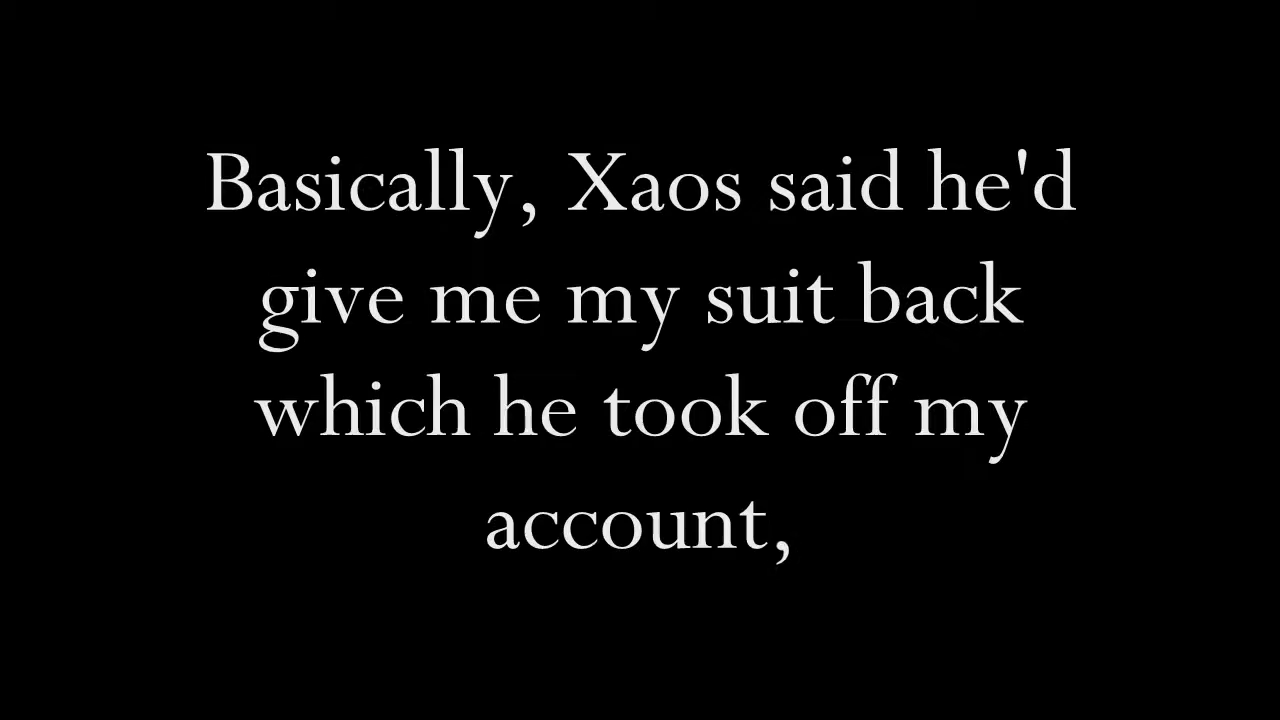 Basically, Xaos said he'd
give me my suit back
which he took off my
account,